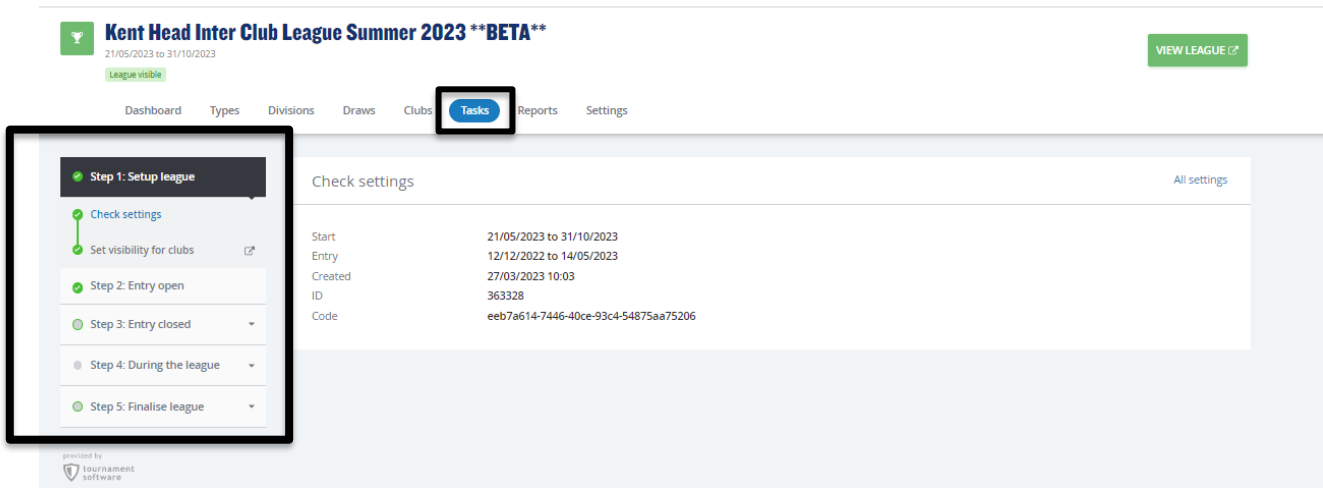 Kent Head Inter Club League Summer 2023 **BETA**
21/05/2023 to 31/10/2023
League visible
VIEW LEAGUE
Dashboard Types Divisions Draws Clubs Tasks Reports Settings
Step 1: Setup league
Check settings
Set visibility for clubs
Step 2: Entry open
Step 3: Entry closed
Step 4: During the league
Step 5: Finalise league
Check settings All settings
Start 21/05/2023 to 31/10/2023
Entry 12/12/2022 to 14/05/2023
Created 27/03/2023 10:03
ID 363328
Code eeb7a614-7446-40ce-93c4-54875aa75206
provided by
tournament
software